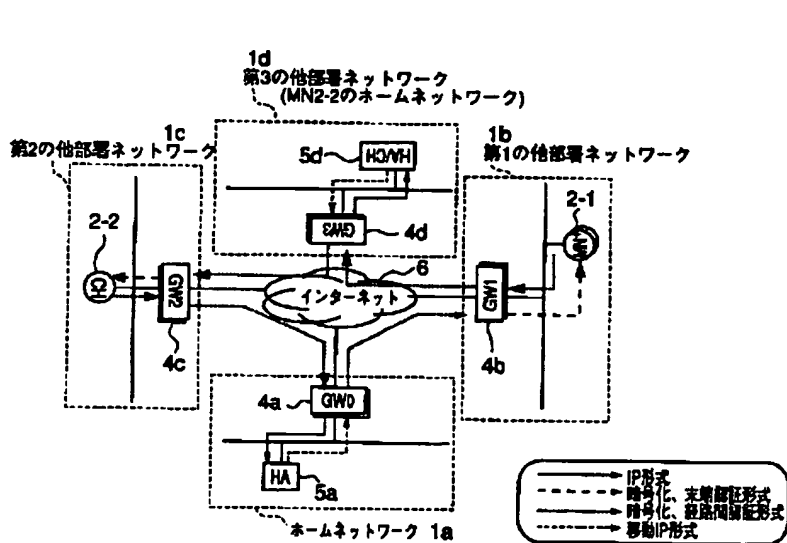 1d
第3の他部署ネットワーク
(MN2-2のホームネットワーク)
1c
第2の他部署ネットワーク
1b
第1の他部署ネットワーク
5d
HA/CH
2-1
MN
2-2
CH
GW3
4d
6
インターネット
GW2
GW1
4c
4b
4a
GW0
HA
5a
ホームネットワーク 1a
IP形式
暗号化、末端認証形式
暗号化、経路間認証形式
移動IP形式